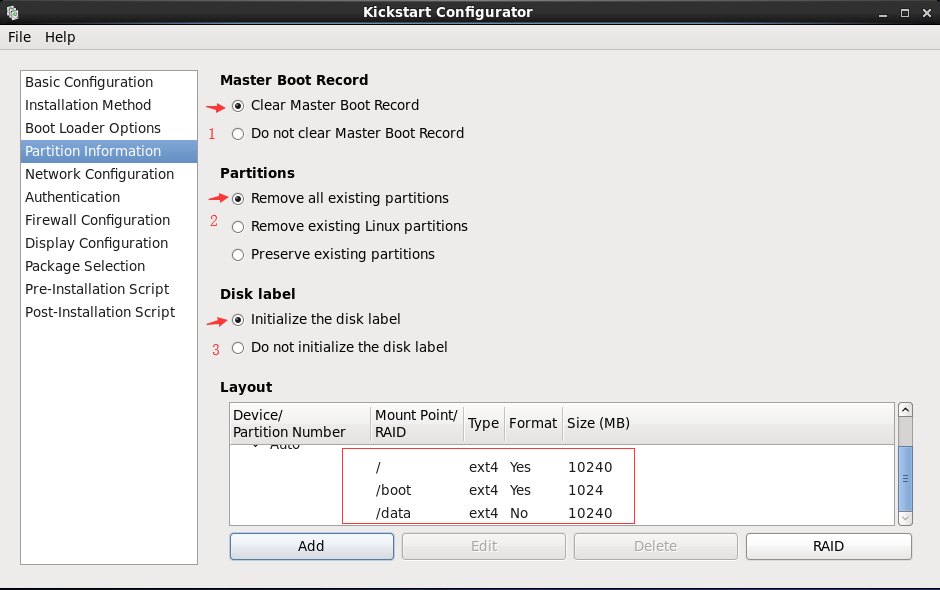 Kickstart Configurator
File Help
Basic Configuration
Installation Method
Boot Loader Options
Partition Information
Network Configuration
Authentication
Firewall Configuration
Display Configuration
Package Selection
Pre-Installation Script
Post-Installation Script
Master Boot Record
Clear Master Boot Record
1 Do not clear Master Boot Record
Partitions
Remove all existing partitions
2 Remove existing Linux partitions
Preserve existing partitions
Disk label
Initialize the disk label
3 Do not initialize the disk label
Layout
Device/ Partition Number Mount Point/ RAID Type Format Size (MB)
Auto
/ ext4 Yes 10240
/boot ext4 Yes 1024
/data ext4 No 10240
Add Edit Delete RAID